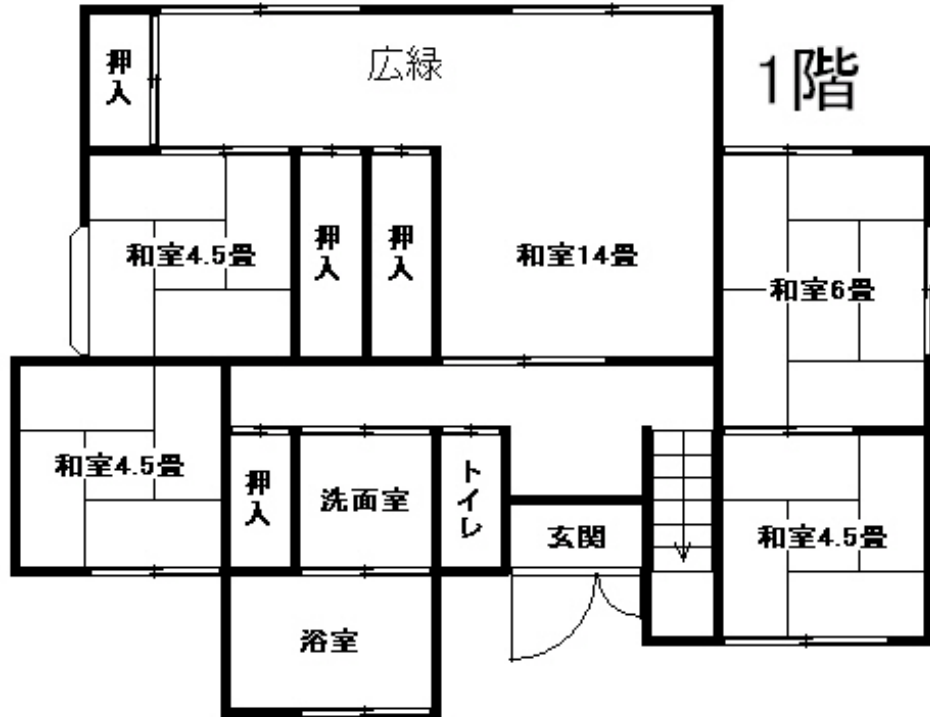 押入
広緑
1階
和室4.5畳
押入
押入
和室14畳
和室6畳
和室4.5畳
押入
洗面室
トイレ
玄関
和室4.5畳
浴室